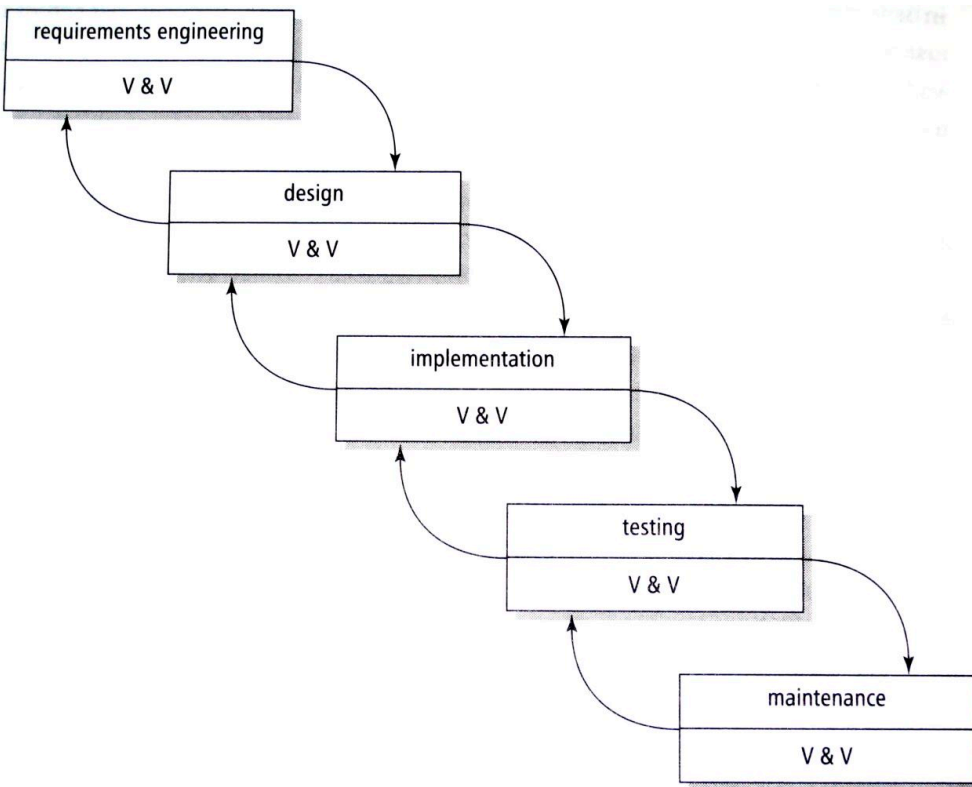 requirements engineering
V & V
design
V & V
implementation
V & V
testing
V & V
maintenance
V & V